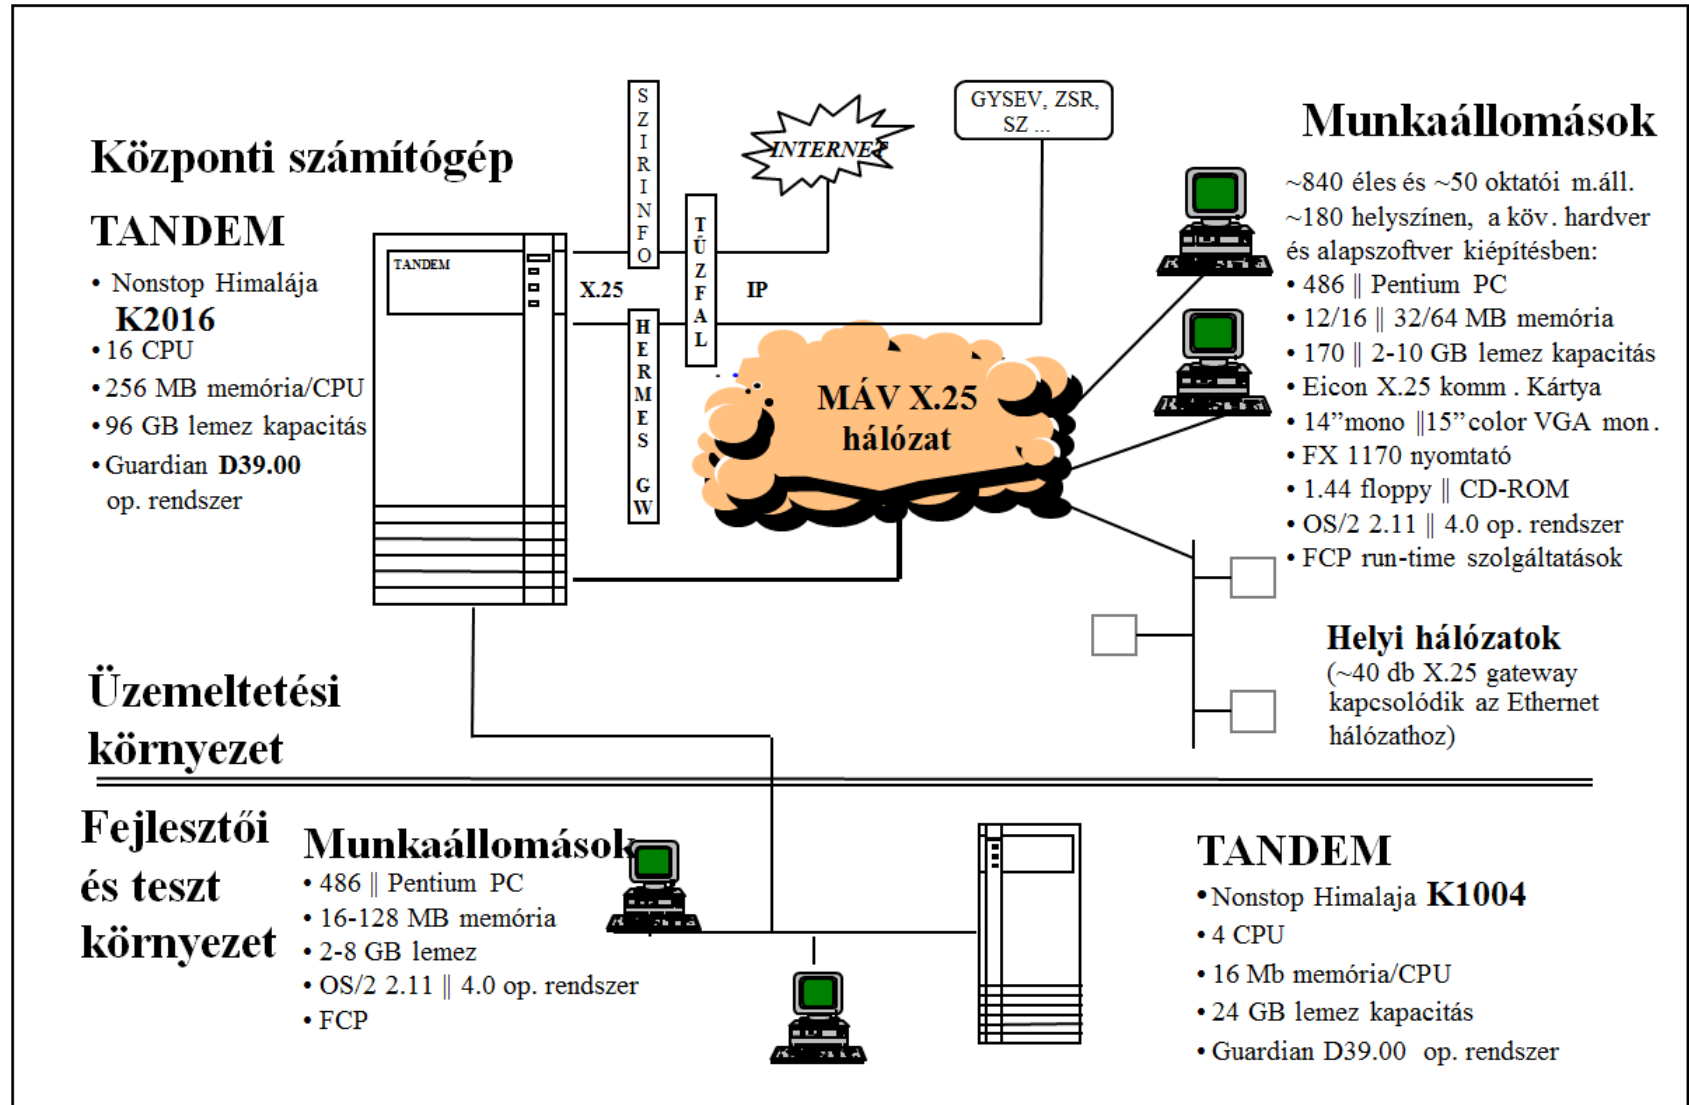 Központi számítógép
TANDEM
• Nonstop Himalája
K2016
• 16 CPU
• 256 MB memória/CPU
• 96 GB lemez kapacitás
• Guardian D39.00
op. rendszer
TANDEM
SZIRINFO
X.25
HERMES GW
TŰZFAL
IP
INTERNET
GYSEV, ZSR,
SZ ...
MÁV X.25
hálózat
Munkaállomások
~840 éles és ~50 oktatói m.áll.
~180 helyszínen, a köv. hardver
és alapszoftver kiépítésben:
• 486 || Pentium PC
• 12/16 || 32/64 MB memória
• 170 || 2-10 GB lemez kapacitás
• Eicon X.25 komm . Kártya
• 14”mono ||15”color VGA mon.
• FX 1170 nyomtató
• 1.44 floppy || CD-ROM
• OS/2 2.11 || 4.0 op. rendszer
• FCP run-time szolgáltatások
Helyi hálózatok
(~40 db X.25 gateway
kapcsolódik az Ethernet
hálózathoz)
Üzemeltetési
környezet
Fejlesztői
és teszt
környezet
Munkaállomások
• 486 || Pentium PC
• 16-128 MB memória
• 2-8 GB lemez
• OS/2 2.11 || 4.0 op. rendszer
• FCP
TANDEM
• Nonstop Himalaja K1004
• 4 CPU
• 16 Mb memória/CPU
• 24 GB lemez kapacitás
• Guardian D39.00 op. rendszer